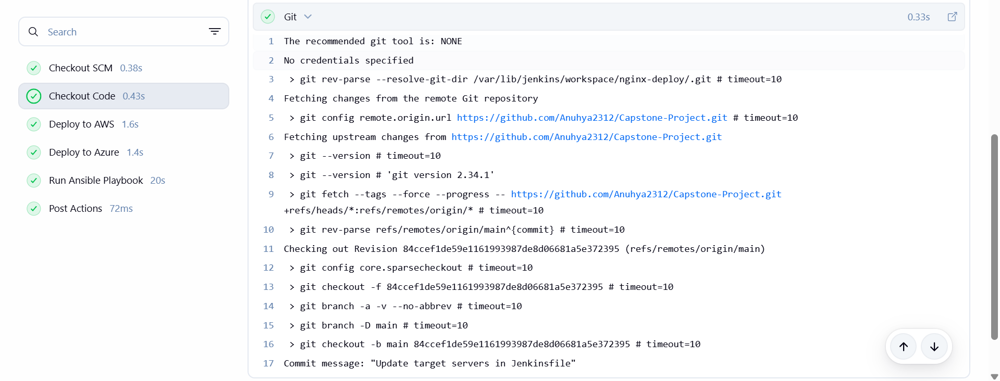 Search
Checkout SCM 0.38s
Checkout Code 0.43s
Deploy to AWS 1.6s
Deploy to Azure 1.4s
Run Ansible Playbook 20s
Post Actions 72ms
Git 0.33s
1 The recommended git tool is: NONE
2 No credentials specified
3 > git rev-parse --resolve-git-dir /var/lib/jenkins/workspace/nginx-deploy/.git # timeout=10
4 Fetching changes from the remote Git repository
5 > git config remote.origin.url https://github.com/Anuhya2312/Capstone-Project.git # timeout=10
6 Fetching upstream changes from https://github.com/Anuhya2312/Capstone-Project.git
7 > git --version # timeout=10
8 > git --version # 'git version 2.34.1'
9 > git fetch --tags --force --progress -- https://github.com/Anuhya2312/Capstone-Project.git
+refs/heads/*:refs/remotes/origin/* # timeout=10
10 > git rev-parse refs/remotes/origin/main^{commit} # timeout=10
11 Checking out Revision 84ccef1de59e1161993987de8d06681a5e372395 (refs/remotes/origin/main)
12 > git config core.sparsecheckout # timeout=10
13 > git checkout -f 84ccef1de59e1161993987de8d06681a5e372395 # timeout=10
14 > git branch -a -v --no-abbrev # timeout=10
15 > git branch -D main # timeout=10
16 > git checkout -b main 84ccef1de59e1161993987de8d06681a5e372395 # timeout=10
17 Commit message: "Update target servers in Jenkinsfile"